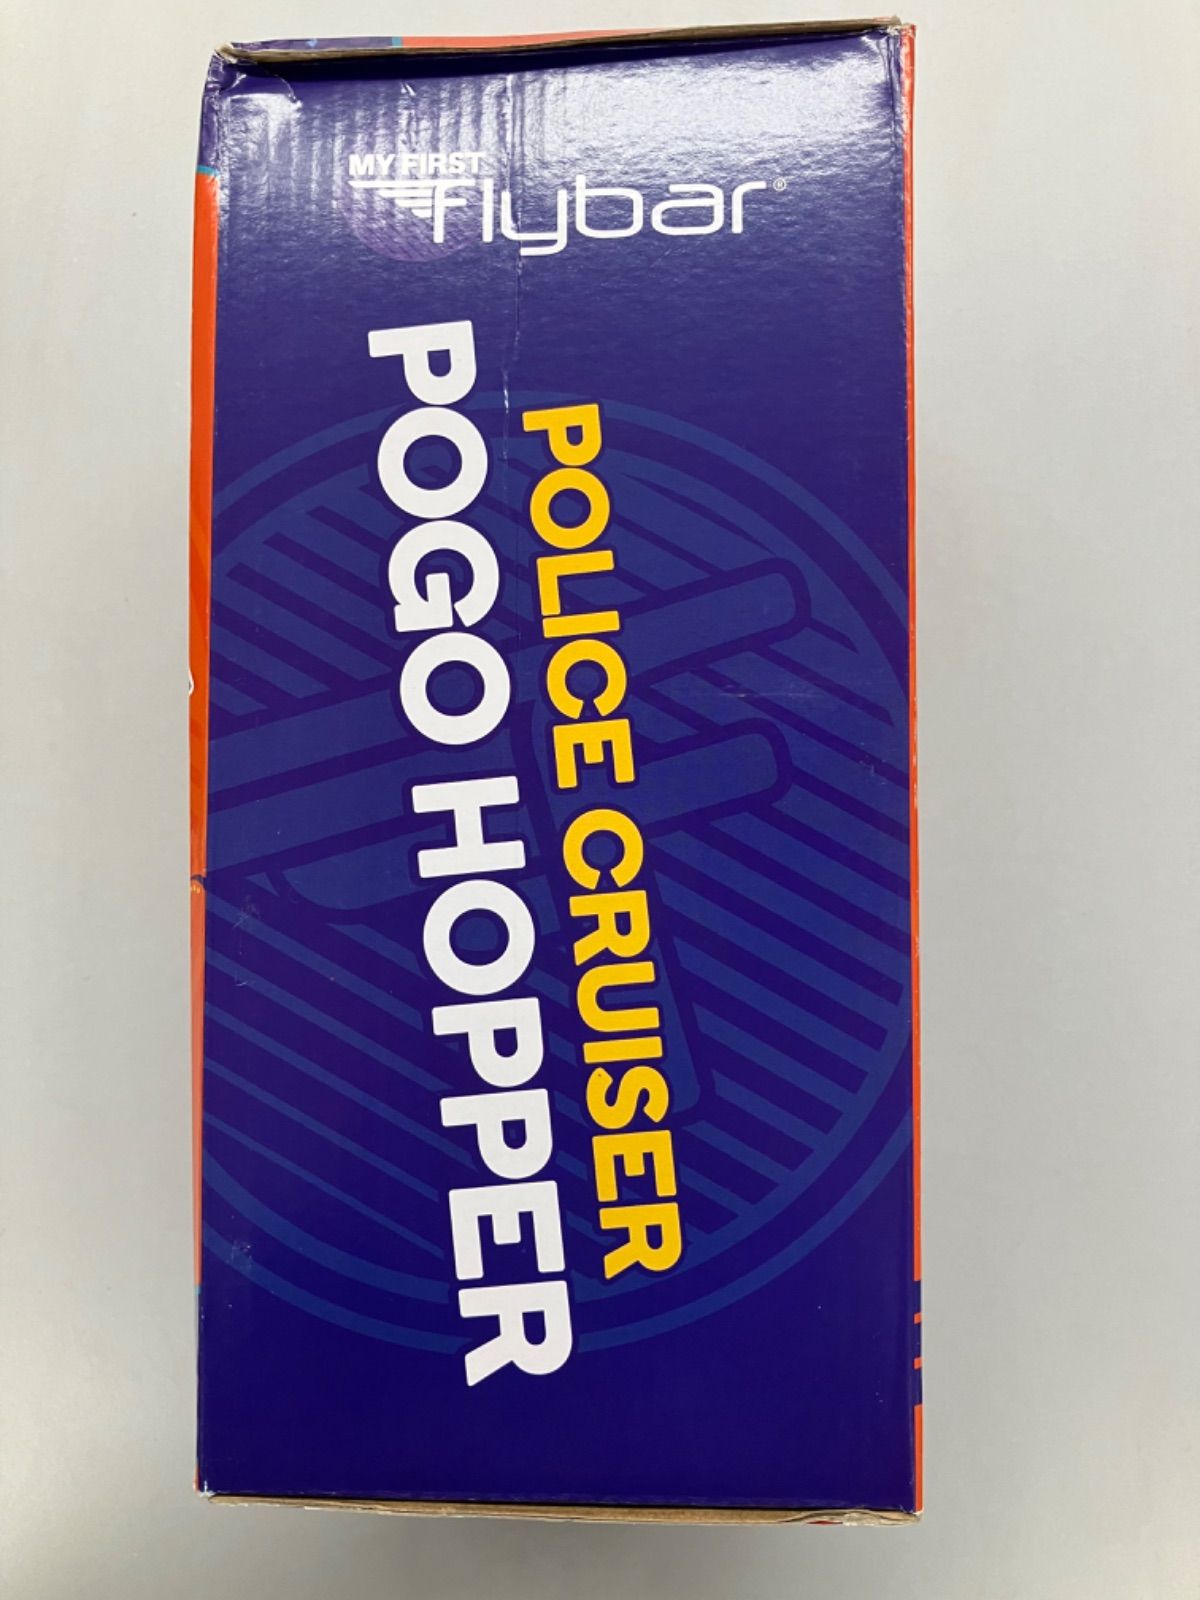 MY FIRST
flybar®
POLICE CRUISER
POGO HOPPER